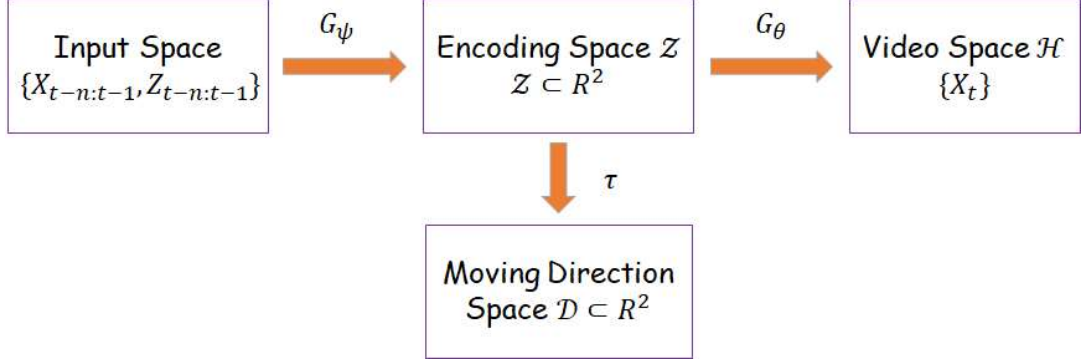 Input Space
{X_{t-n:t-1}, Z_{t-n:t-1}}
G_ψ
Encoding Space 𝒵
𝒵 ⊂ R²
G_θ
Video Space ℋ
{X_t}
τ
Moving Direction
Space 𝒟 ⊂ R²